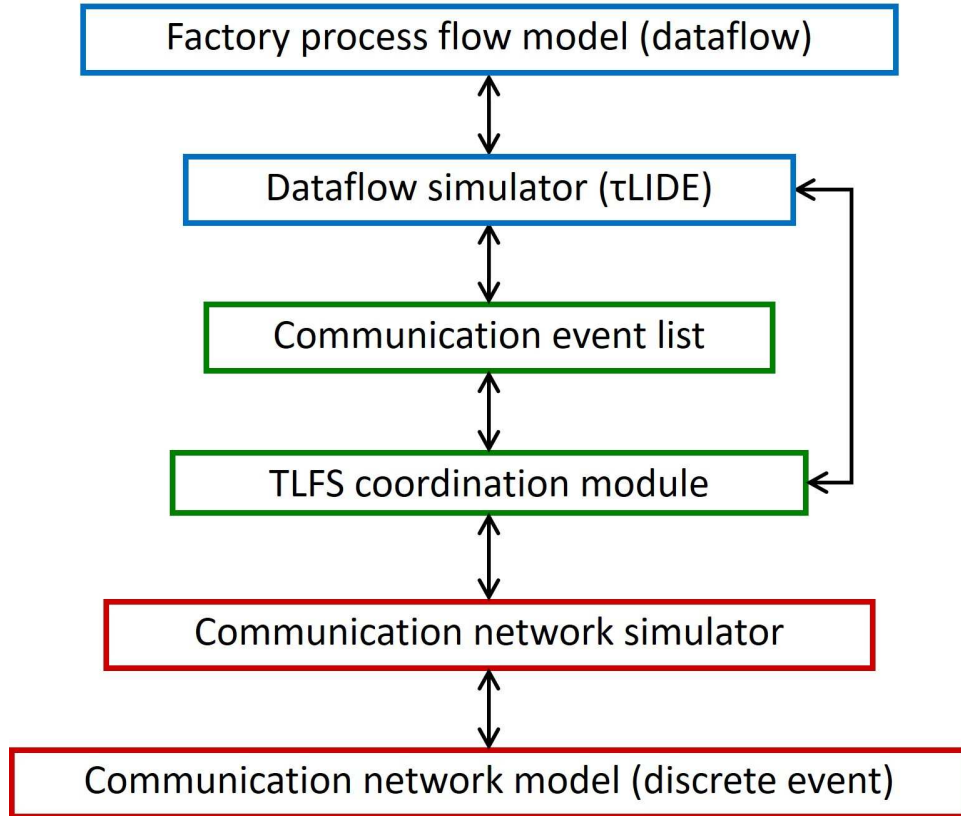 Factory process flow model (dataflow)
Dataflow simulator (τLIDE)
Communication event list
TLFS coordination module
Communication network simulator
Communication network model (discrete event)